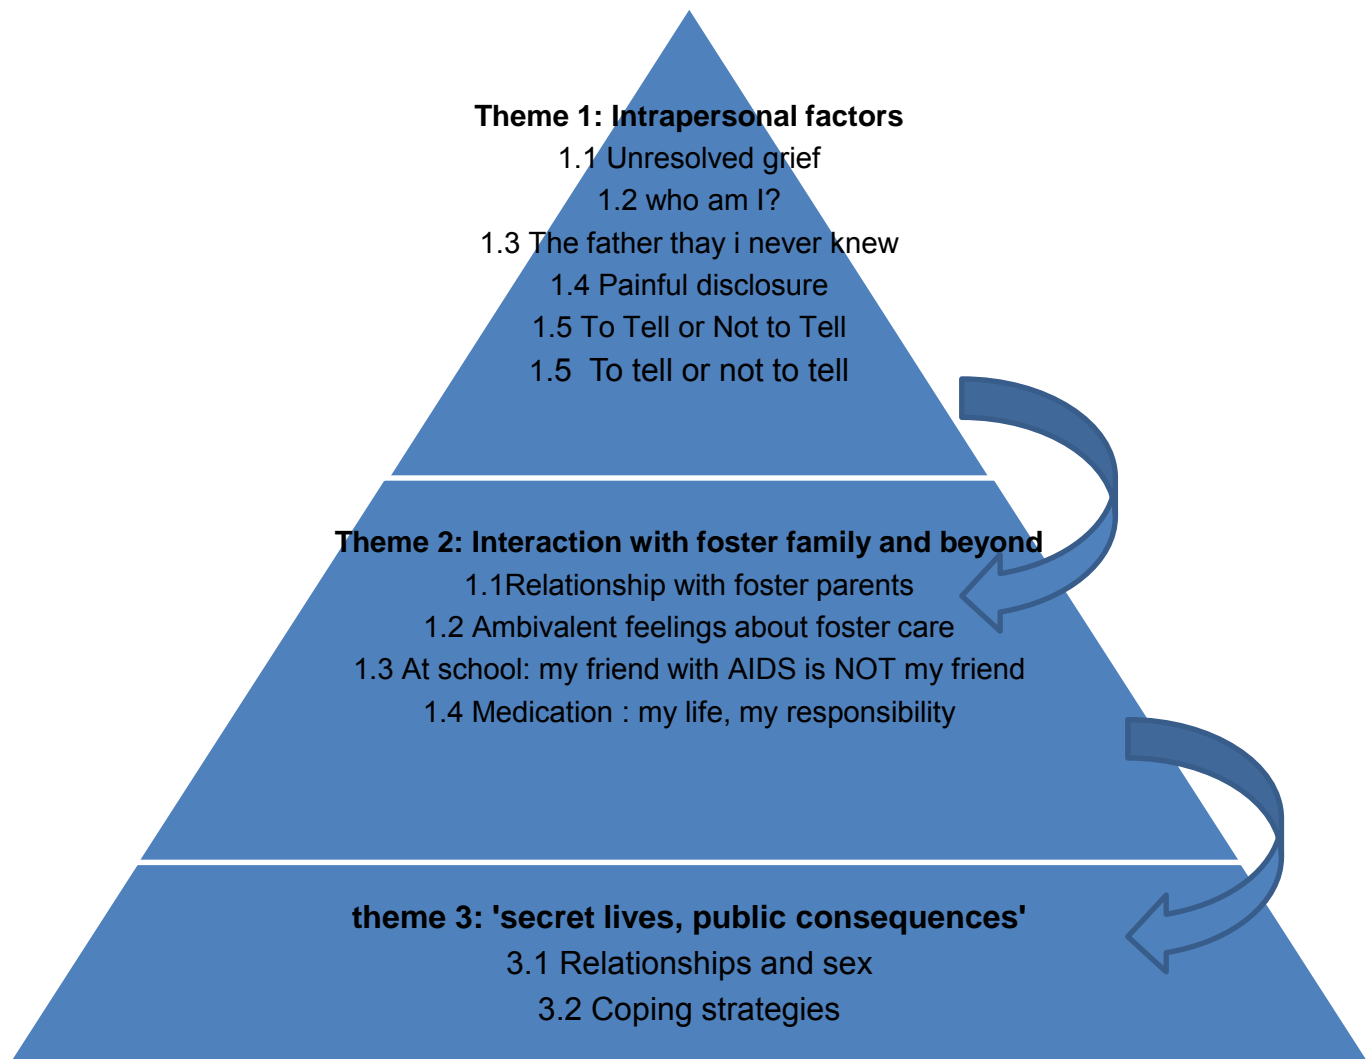 Theme 1: Intrapersonal factors
1.1 Unresolved grief
1.2 who am I?
1.3 The father thay i never knew
1.4 Painful disclosure
1.5 To Tell or Not to Tell
1.5 To tell or not to tell
Theme 2: Interaction with foster family and beyond
1.1Relationship with foster parents
1.2 Ambivalent feelings about foster care
1.3 At school: my friend with AIDS is NOT my friend
1.4 Medication : my life, my responsibility
theme 3: 'secret lives, public consequences'
3.1 Relationships and sex
3.2 Coping strategies